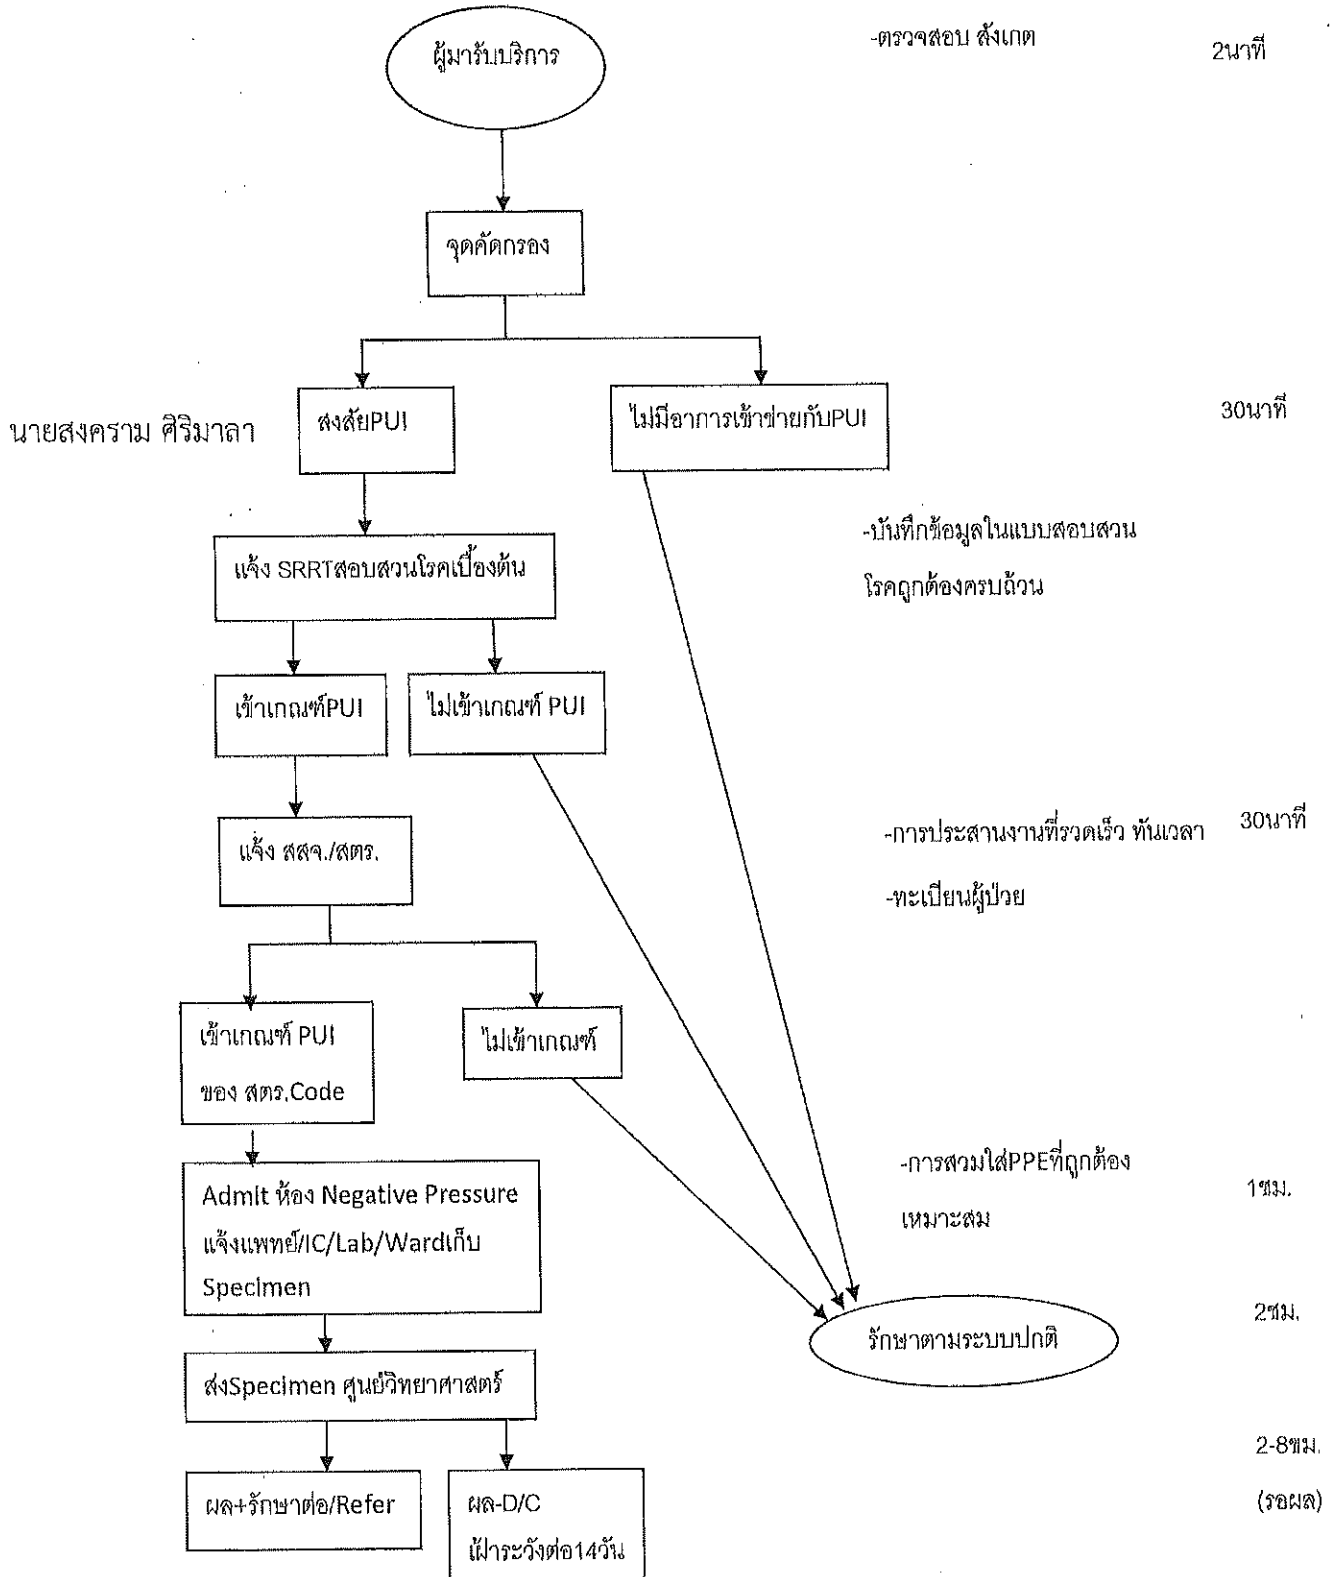 ผู้มารับบริการ
-ตรวจสอบ สังเกต
2นาที
จุดคัดกรอง
นายสงคราม ศิริมาลา
สงสัยPUI
ไม่มีอาการเข้าข่ายกับPUI
30นาที
แจ้ง SRRTสอบสวนโรคเบื้องต้น
-บันทึกข้อมูลในแบบสอบสวน
โรคถูกต้องครบถ้วน
เข้าเกณฑ์PUI
ไม่เข้าเกณฑ์ PUI
แจ้ง สสจ./สตร.
-การประสานงานที่รวดเร็ว ทันเวลา
30นาที
-ทะเบียนผู้ป่วย
เข้าเกณฑ์ PUI
ของ สตร.Code
ไม่เข้าเกณฑ์
-การสวมใส่PPEที่ถูกต้อง
เหมาะสม
1ชม.
Admit ห้อง Negative Pressure
แจ้งแพทย์/IC/Lab/Wardเก็บ
Specimen
2ชม.
รักษาตามระบบปกติ
ส่งSpecimen ศูนย์วิทยาศาสตร์
2-8ชม.
(รอผล)
ผล+รักษาต่อ/Refer
ผล-D/C
เฝ้าระวังต่อ14วัน